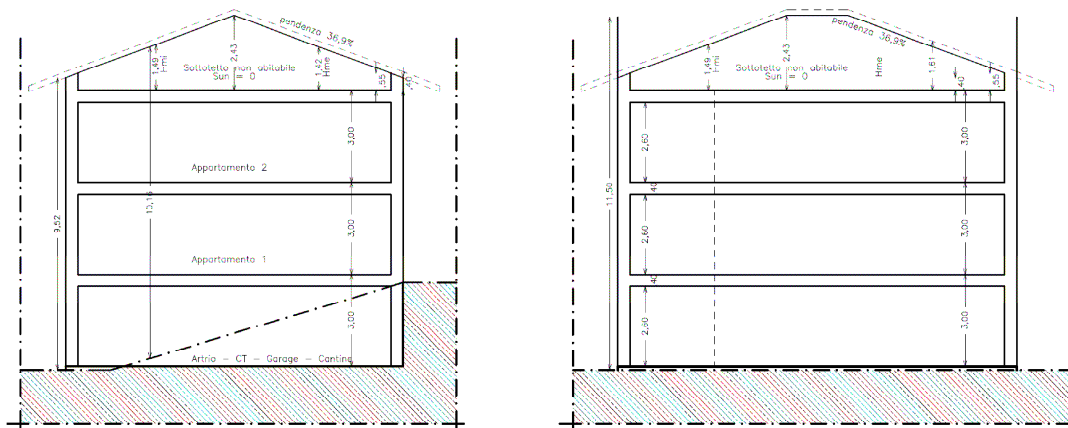 pendenza 36,9%
2,43
1,49
Hmi
Sottotetto non abitabile
Sun = 0
1,42
Hme
,55
,40
3,00
Appartamento 2
10,16
9,52
3,00
Appartamento 1
3,00
Artrio - CT - Garage - Cantine
pendenza 36,9%
2,43
1,49
Hmi
Sottotetto non abitabile
Sun = 0
Hme
1,61
,40
,55
2,60
3,00
40
11,50
2,60
3,00
40
2,60
3,00